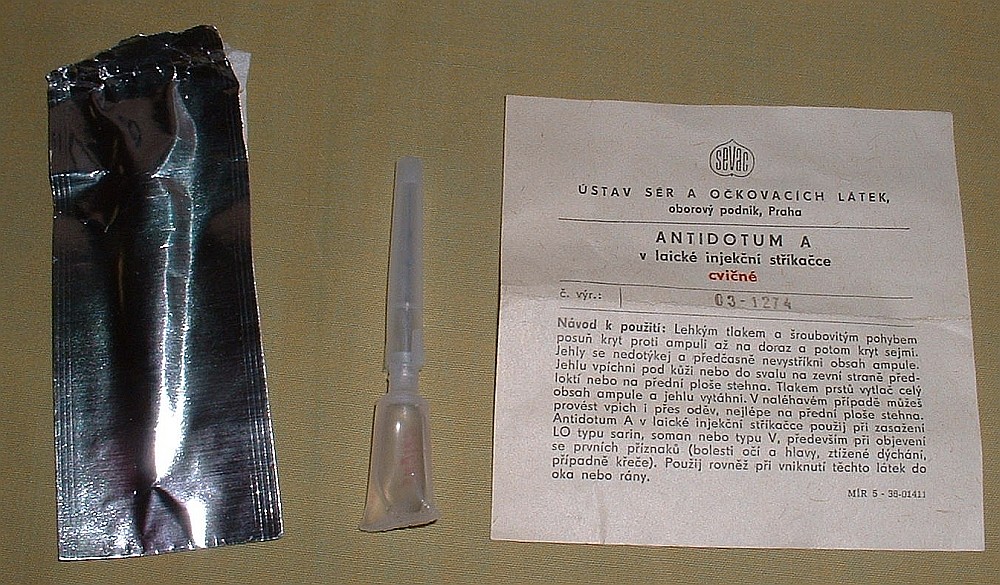 sevac
ÚSTAV SÉR A OČKOVACÍCH LÁTEK,
oborový podnik, Praha
ANTIDOTUM A
v laické injekční stříkačce
cvičné
č. výr.: 03-1274
Návod k použití: Lehkým tlakem a šroubovitým pohybem
posuň kryt proti ampuli až na doraz a potom kryt sejmi.
Jehly se nedotýkej a předčasně nevystříkni obsah ampule.
Jehlu vpíchni pod kůži nebo do svalu na zevní straně před-
loktí nebo na přední ploše stehna. Tlakem prstů vytlač celý
obsah ampule a jehlu vytáhni. V naléhavém případě můžeš
provést vpich i přes oděv, nejlépe na přední ploše stehna.
Antidotum A v laické injekční stříkačce použij při zasažení
LO typu sarin, soman nebo typu V, především při objevení
se prvních příznaků (bolesti očí a hlavy, ztížené dýchání,
případně křeče). Použij rovněž při vniknutí těchto látek do
oka nebo rány.
MÍR 5 - 36-01411